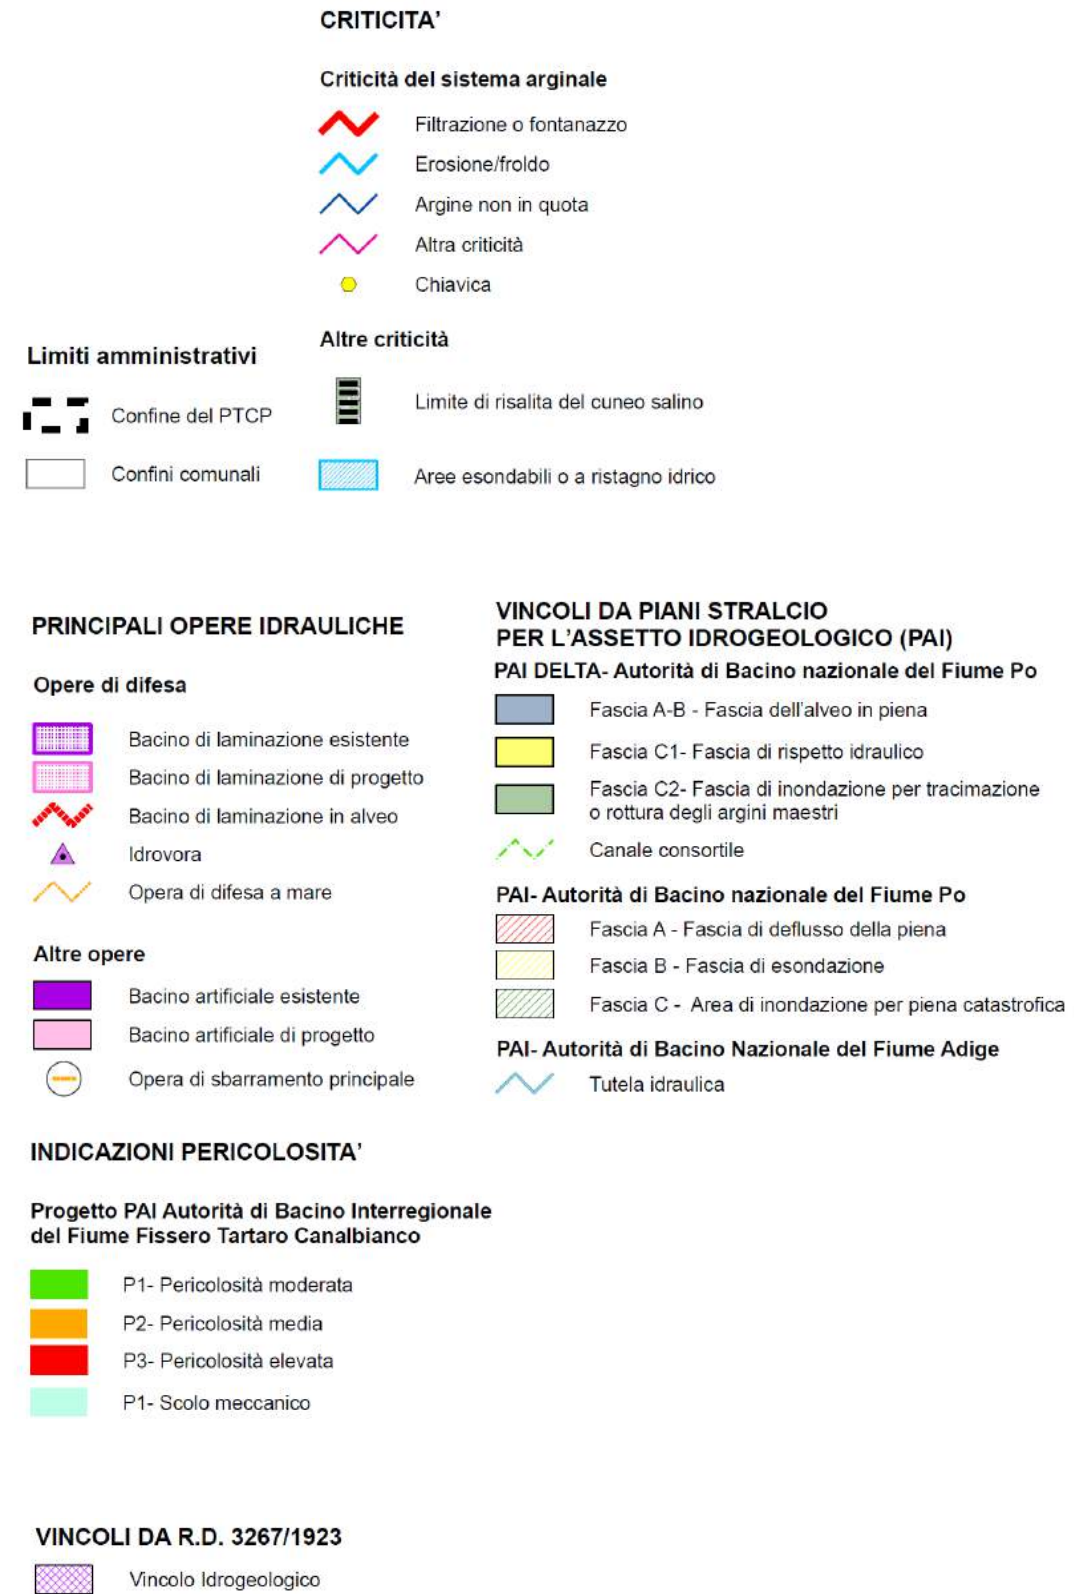 CRITICITA'
Criticità del sistema arginale
Filtrazione o fontanazzo
Erosione/froldo
Argine non in quota
Altra criticità
Chiavica
Altre criticità
Limite di risalita del cuneo salino
Aree esondabili o a ristagno idrico
Limiti amministrativi
Confine del PTCP
Confini comunali
PRINCIPALI OPERE IDRAULICHE
Opere di difesa
Bacino di laminazione esistente
Bacino di laminazione di progetto
Bacino di laminazione in alveo
Idrovora
Opera di difesa a mare
Altre opere
Bacino artificiale esistente
Bacino artificiale di progetto
Opera di sbarramento principale
VINCOLI DA PIANI STRALCIO
PER L'ASSETTO IDROGEOLOGICO (PAI)
PAI DELTA- Autorità di Bacino nazionale del Fiume Po
Fascia A-B - Fascia dell'alveo in piena
Fascia C1- Fascia di rispetto idraulico
Fascia C2- Fascia di inondazione per tracimazione
o rottura degli argini maestri
Canale consortile
PAI- Autorità di Bacino nazionale del Fiume Po
Fascia A - Fascia di deflusso della piena
Fascia B - Fascia di esondazione
Fascia C - Area di inondazione per piena catastrofica
PAI- Autorità di Bacino Nazionale del Fiume Adige
Tutela idraulica
INDICAZIONI PERICOLOSITA'
Progetto PAI Autorità di Bacino Interregionale
del Fiume Fissero Tartaro Canalbianco
P1- Pericolosità moderata
P2- Pericolosità media
P3- Pericolosità elevata
P1- Scolo meccanico
VINCOLI DA R.D. 3267/1923
Vincolo Idrogeologico